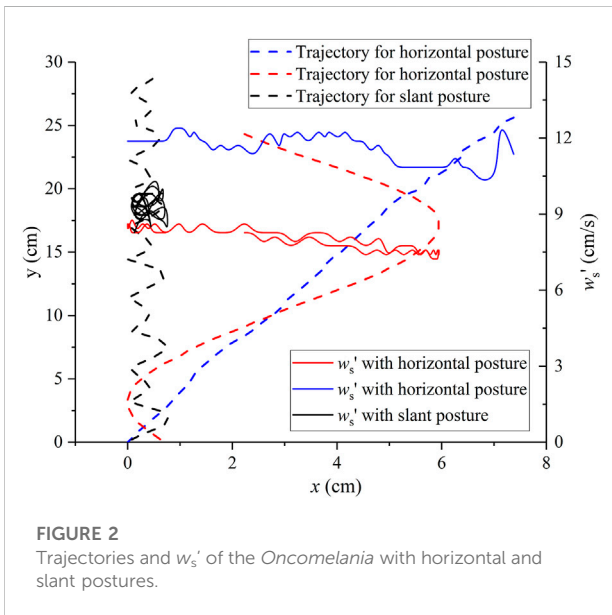 Trajectory for horizontal posture
Trajectory for horizontal posture
Trajectory for slant posture
y (cm)
30
25
20
15
10
5
0
15
12
9
6
3
0
wₛ' (cm/s)
wₛ' with horizontal posture
wₛ' with horizontal posture
wₛ' with slant posture
0 2 4 6 8
x (cm)
FIGURE 2
Trajectories and wₛ' of the Oncomelania with horizontal and
slant postures.